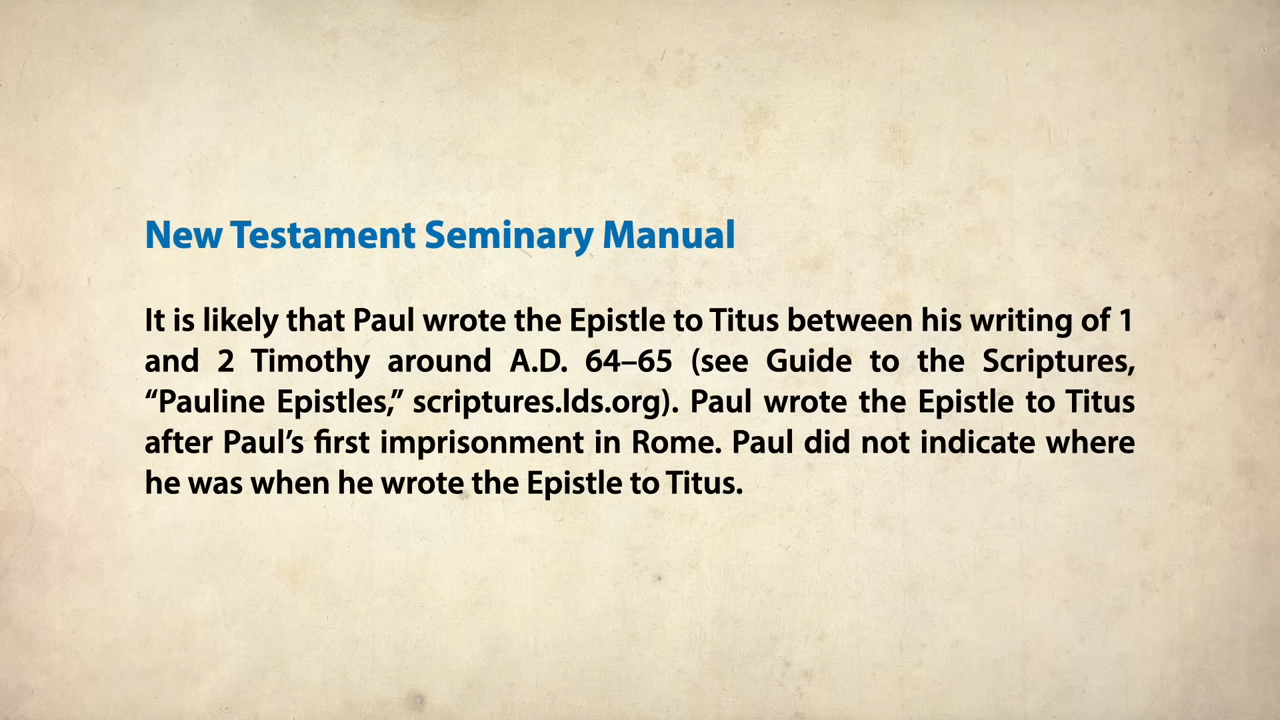 New Testament Seminary Manual
It is likely that Paul wrote the Epistle to Titus between his writing of 1
and 2 Timothy around A.D. 64–65 (see Guide to the Scriptures,
“Pauline Epistles,” scriptures.lds.org). Paul wrote the Epistle to Titus
after Paul’s first imprisonment in Rome. Paul did not indicate where
he was when he wrote the Epistle to Titus.